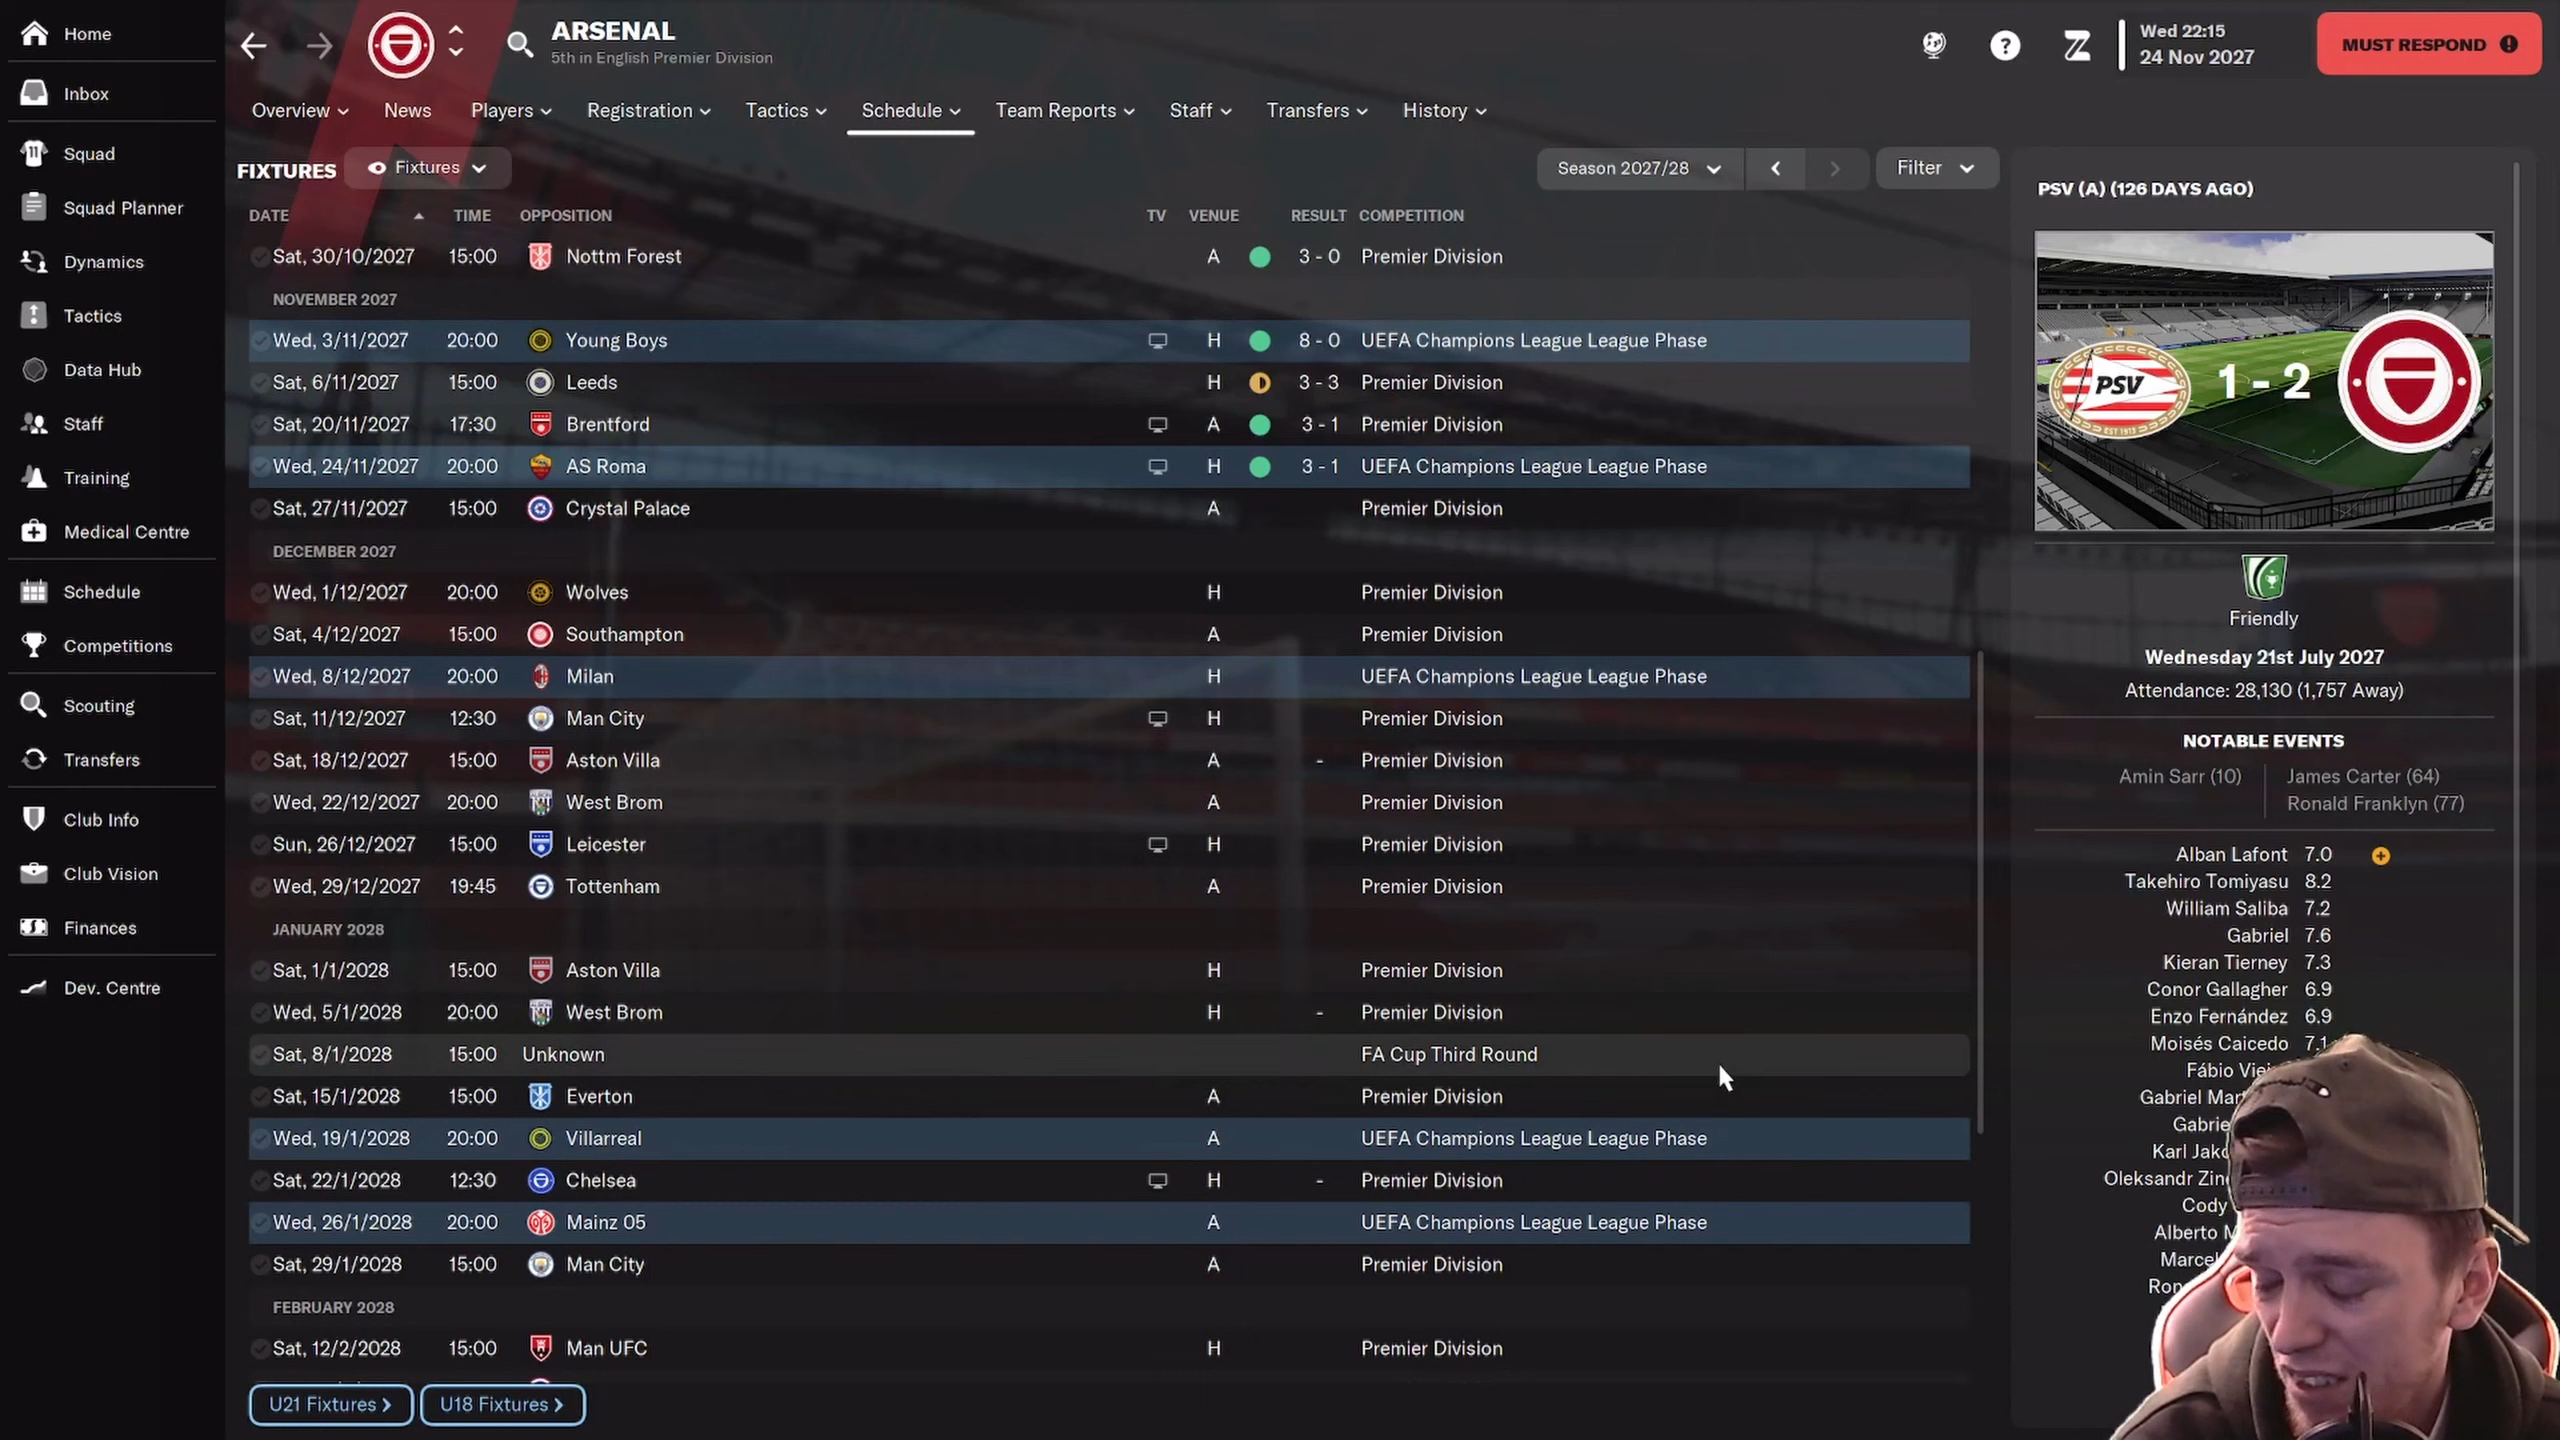 Home
Inbox
Squad
Squad Planner
Dynamics
Tactics
Data Hub
Staff
Training
Medical Centre
Schedule
Competitions
Scouting
Transfers
Club Info
Club Vision
Finances
Dev. Centre
ARSENAL
5th in English Premier Division
Wed 22:15
24 Nov 2027
MUST RESPOND
Overview News Players Registration Tactics Schedule Team Reports Staff Transfers History
FIXTURES Fixtures Season 2027/28 Filter
DATE TIME OPPOSITION TV VENUE RESULT COMPETITION
Sat, 30/10/2027 15:00 Nottm Forest A 3 - 0 Premier Division
NOVEMBER 2027
Wed, 3/11/2027 20:00 Young Boys H 8 - 0 UEFA Champions League League Phase
Sat, 6/11/2027 15:00 Leeds H 3 - 3 Premier Division
Sat, 20/11/2027 17:30 Brentford A 3 - 1 Premier Division
Wed, 24/11/2027 20:00 AS Roma H 3 - 1 UEFA Champions League League Phase
Sat, 27/11/2027 15:00 Crystal Palace A Premier Division
DECEMBER 2027
Wed, 1/12/2027 20:00 Wolves H Premier Division
Sat, 4/12/2027 15:00 Southampton A Premier Division
Wed, 8/12/2027 20:00 Milan H UEFA Champions League League Phase
Sat, 11/12/2027 12:30 Man City H Premier Division
Sat, 18/12/2027 15:00 Aston Villa A - Premier Division
Wed, 22/12/2027 20:00 West Brom A Premier Division
Sun, 26/12/2027 15:00 Leicester H Premier Division
Wed, 29/12/2027 19:45 Tottenham A Premier Division
JANUARY 2028
Sat, 1/1/2028 15:00 Aston Villa H Premier Division
Wed, 5/1/2028 20:00 West Brom H - Premier Division
Sat, 8/1/2028 15:00 Unknown FA Cup Third Round
Sat, 15/1/2028 15:00 Everton A Premier Division
Wed, 19/1/2028 20:00 Villarreal A UEFA Champions League League Phase
Sat, 22/1/2028 12:30 Chelsea H - Premier Division
Wed, 26/1/2028 20:00 Mainz 05 A UEFA Champions League League Phase
Sat, 29/1/2028 15:00 Man City A Premier Division
FEBRUARY 2028
Sat, 12/2/2028 15:00 Man UFC H Premier Division
U21 Fixtures U18 Fixtures
PSV (A) (126 DAYS AGO)
PSV 1 - 2
Friendly
Wednesday 21st July 2027
Attendance: 28,130 (1,757 Away)
NOTABLE EVENTS
Amin Sarr (10) James Carter (64)
Ronald Franklyn (77)
Alban Lafont 7.0
Takehiro Tomiyasu 8.2
William Saliba 7.2
Gabriel 7.6
Kieran Tierney 7.3
Conor Gallagher 6.9
Enzo Fernández 6.9
Moisés Caicedo 7.1
Fábio Vie
Gabriel Mar
Gabrie
Karl Jak
Oleksandr Zin
Cody
Alberto M
Marce
Ron